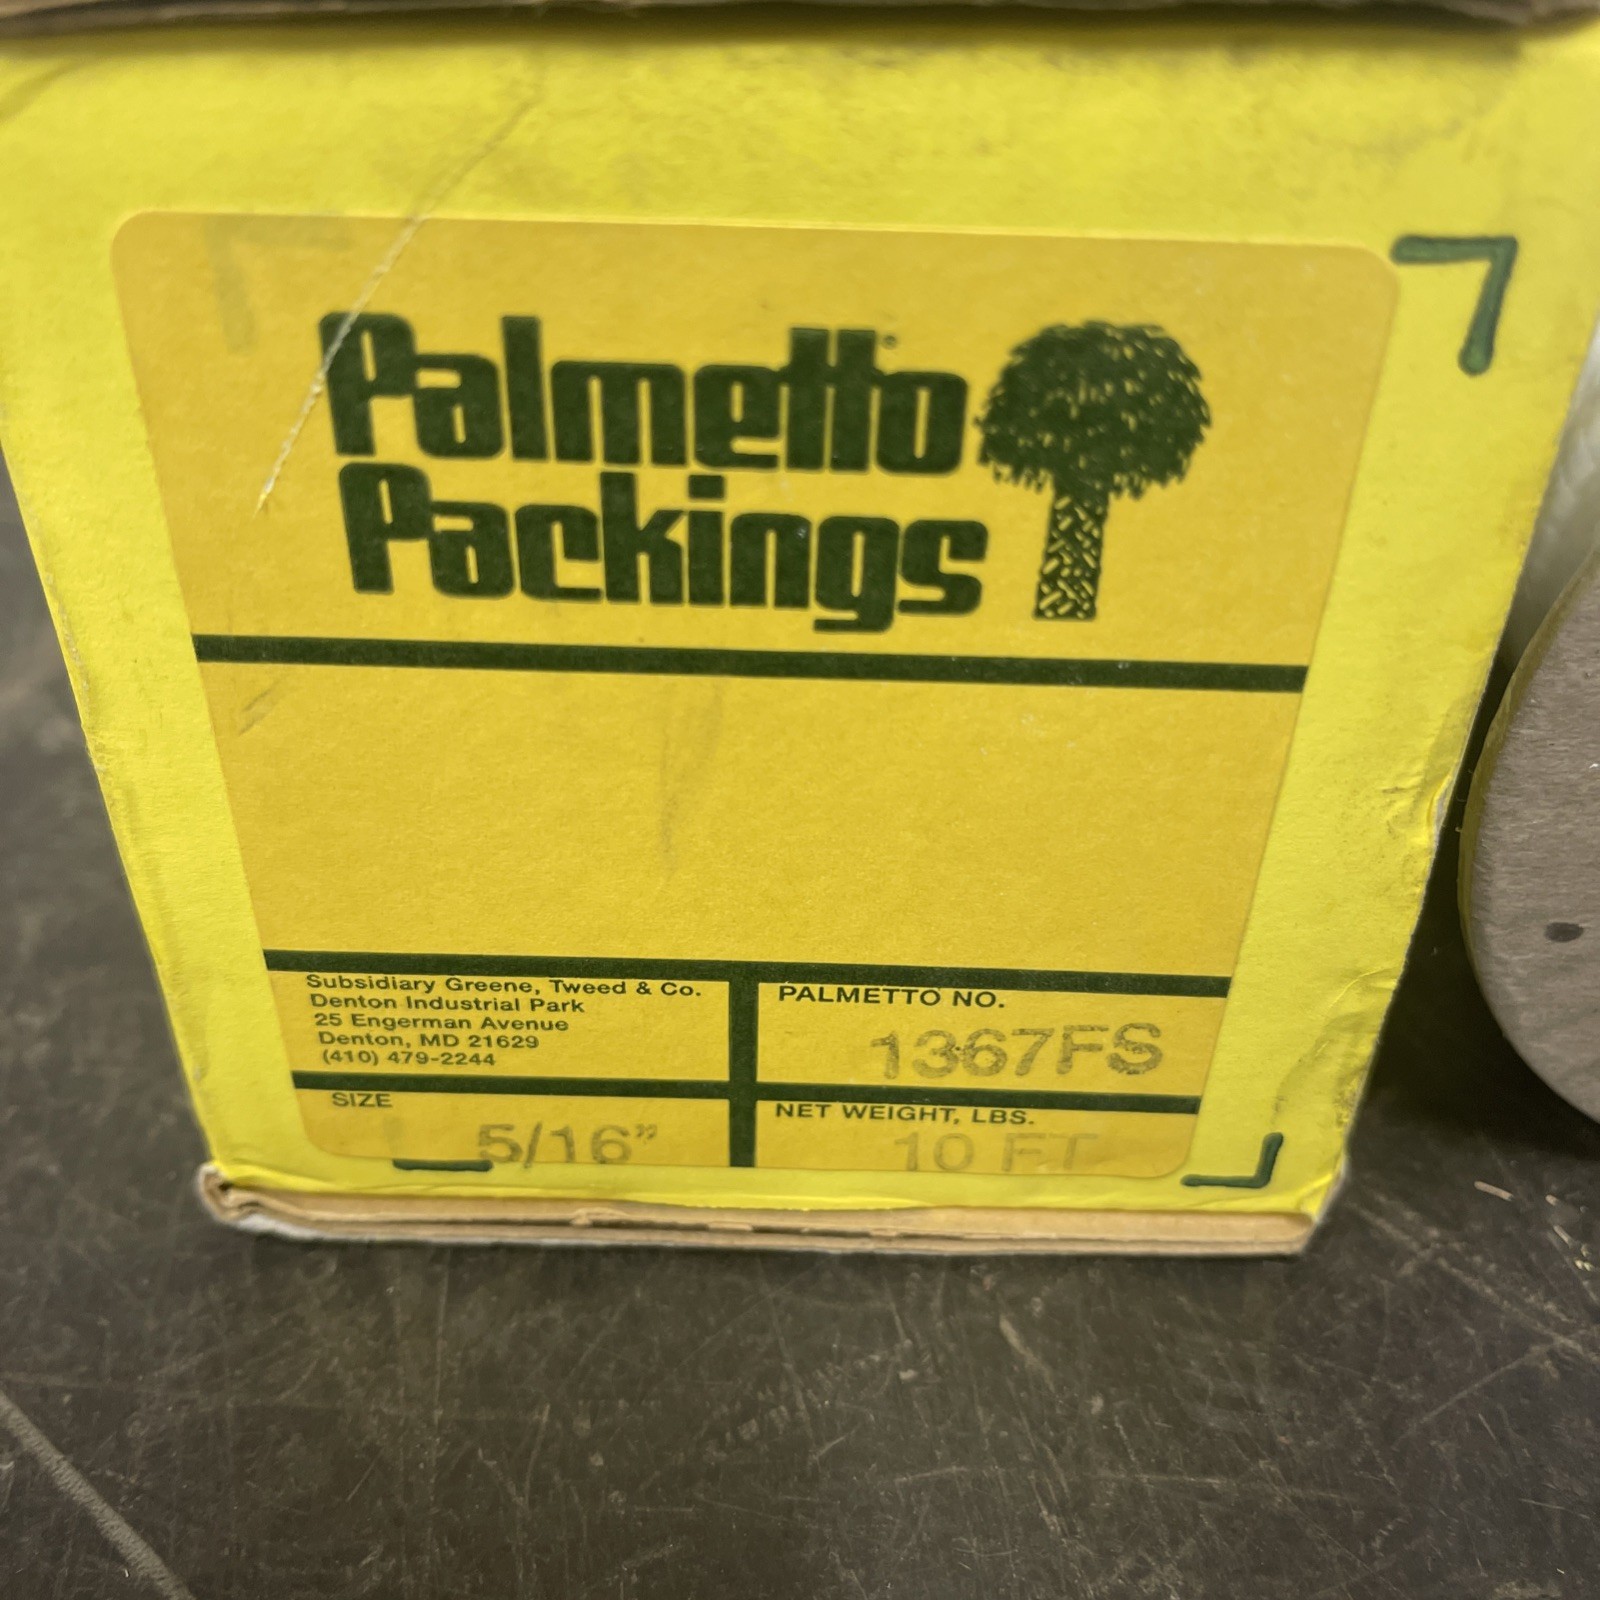 Palmetto®
Packings
Subsidiary Greene, Tweed & Co.
Denton Industrial Park
25 Engerman Avenue
Denton, MD 21629
(410) 479-2244
PALMETTO NO.
1367FS
SIZE
5/16"
NET WEIGHT, LBS.
10 FT